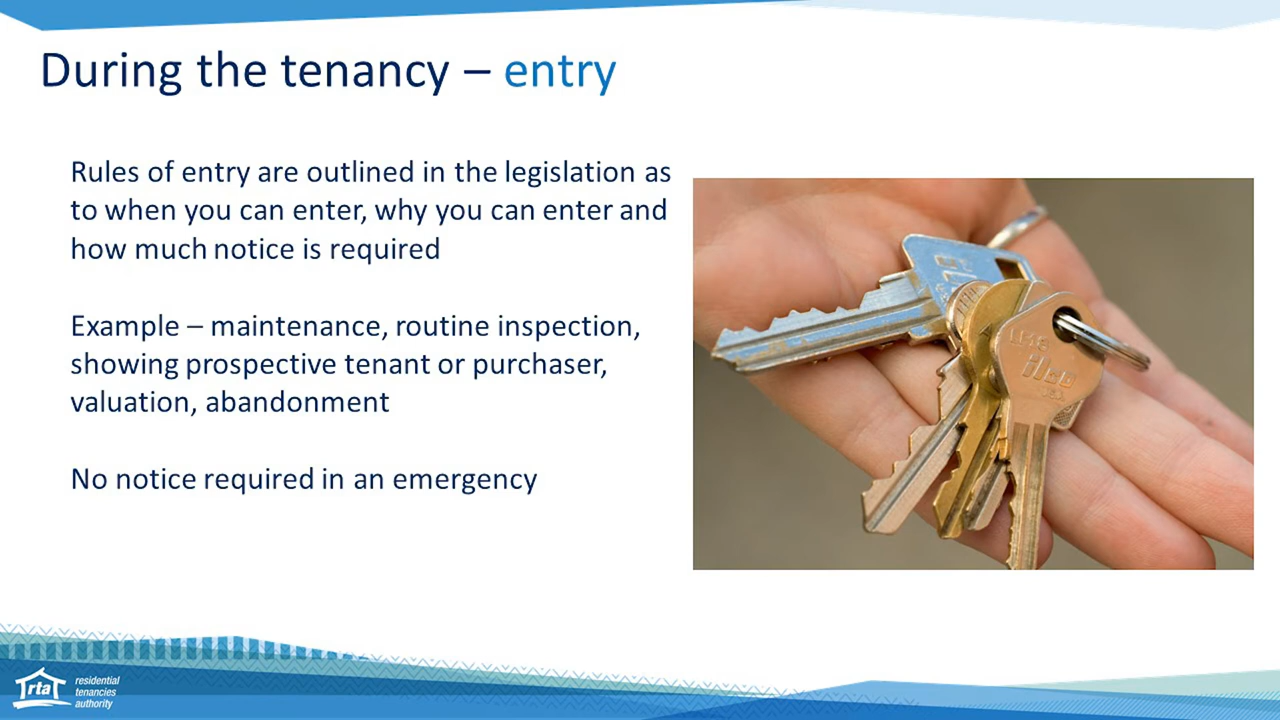 During the tenancy – entry
Rules of entry are outlined in the legislation as
to when you can enter, why you can enter and
how much notice is required
Example – maintenance, routine inspection,
showing prospective tenant or purchaser,
valuation, abandonment
No notice required in an emergency
ilco
USA
rta
residential
tenancies
authority